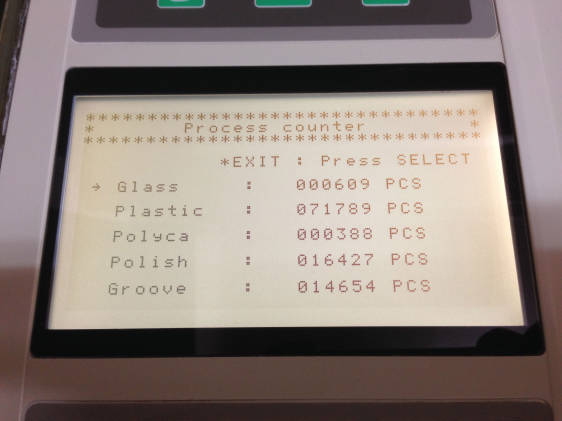 ***********************************
* Process counter *
***********************************
*EXIT : Press SELECT
→ Glass : 000609 PCS
Plastic : 071789 PCS
Polyca : 000388 PCS
Polish : 016427 PCS
Groove : 014654 PCS